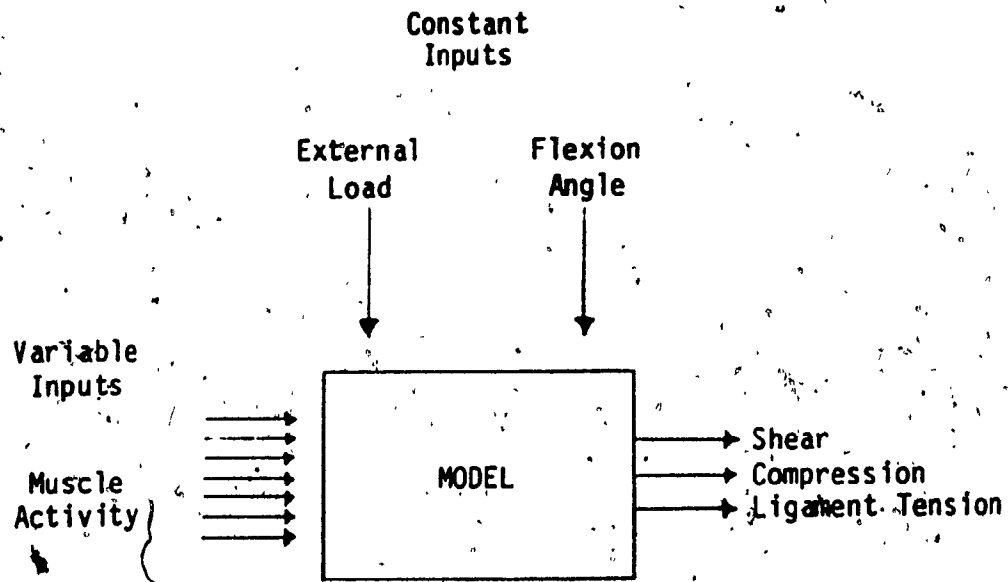 Constant
Inputs
External
Load
Flexion
Angle
Variable
Inputs
Muscle
Activity
MODEL
Shear
Compression
Ligament Tension